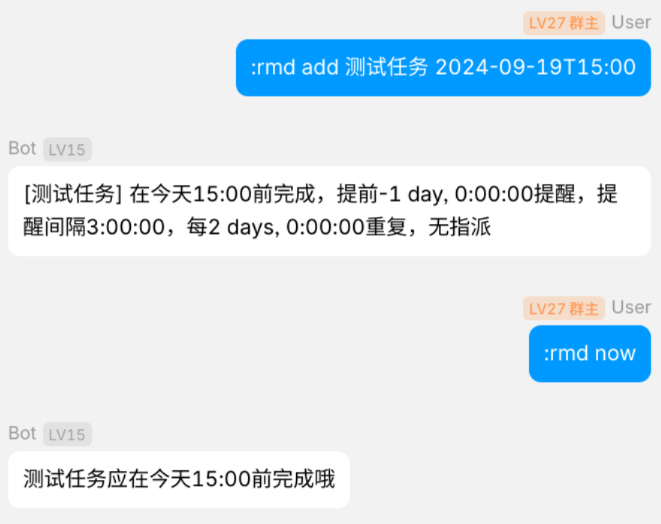 LV27 群主 User
:rmd add 测试任务 2024-09-19T15:00
Bot LV15
[测试任务] 在今天15:00前完成，提前-1 day, 0:00:00提醒，提
醒间隔3:00:00，每2 days, 0:00:00重复，无指派
LV27 群主 User
:rmd now
Bot LV15
测试任务应在今天15:00前完成哦